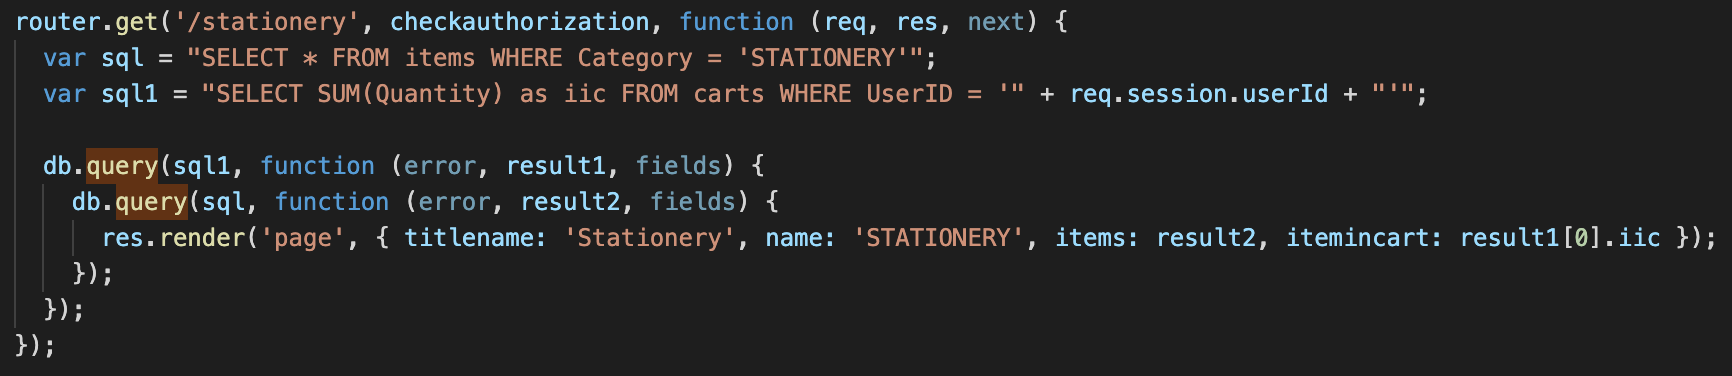 router.get('/stationery', checkauthorization, function (req, res, next) {
  var sql = "SELECT * FROM items WHERE Category = 'STATIONERY'";
  var sql1 = "SELECT SUM(Quantity) as iic FROM carts WHERE UserID = '" + req.session.userId + "'";

  db.query(sql1, function (error, result1, fields) {
    db.query(sql, function (error, result2, fields) {
      res.render('page', { titlename: 'Stationery', name: 'STATIONERY', items: result2, itemincart: result1[0].iic });
    });
  });
});